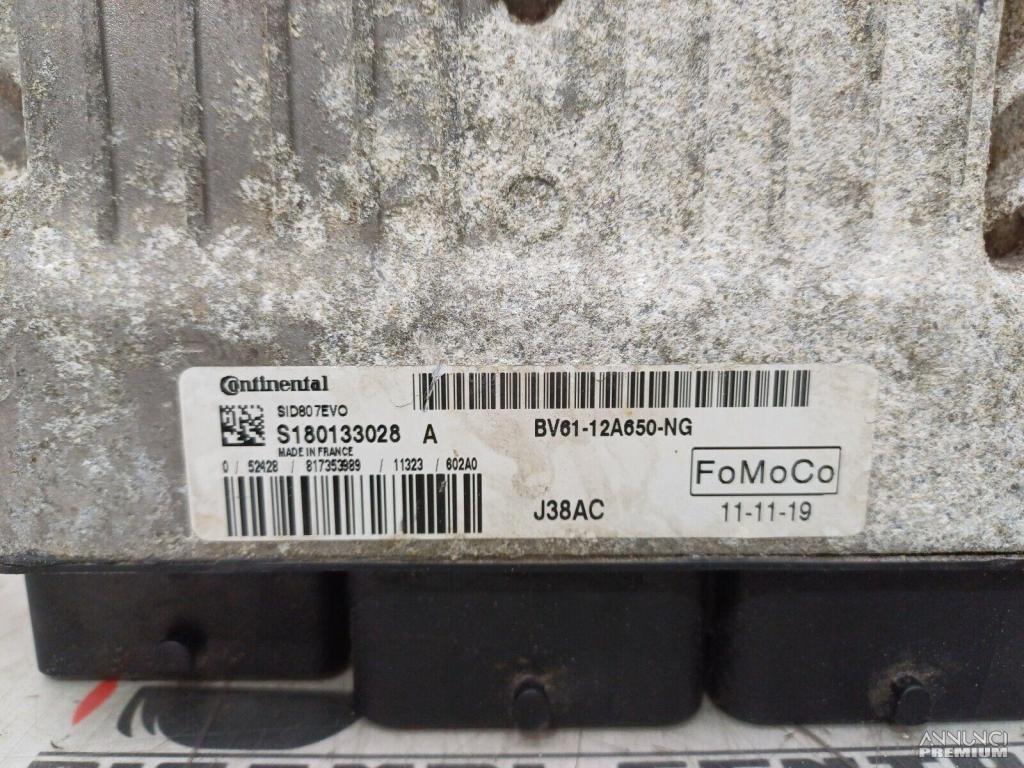 Continental
SID807EVO
S180133028 A
MADE IN FRANCE
0 / 52428 / 817353989 / 11323 / 602A0
BV61-12A650-NG
FoMoCo
J38AC
11-11-19
ANNUNCI
PREMIUM